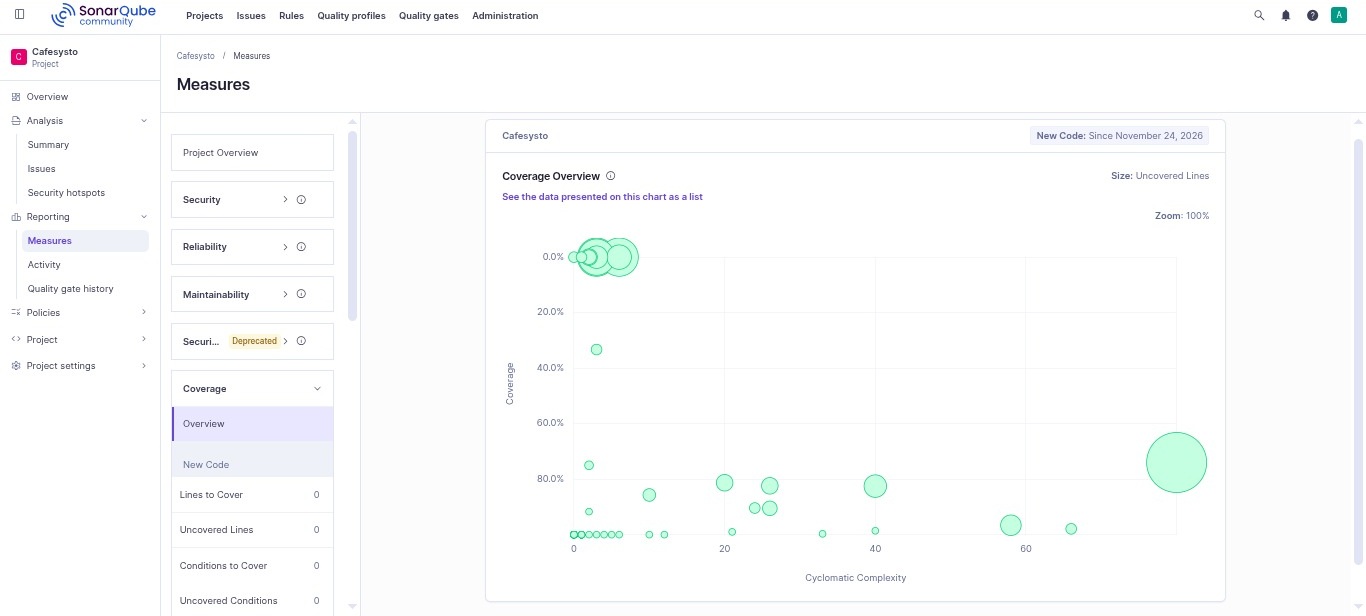 SonarQube community
Projects Issues Rules Quality profiles Quality gates Administration
A
C Cafesysto
Project
Overview
Analysis
Summary
Issues
Security hotspots
Reporting
Measures
Activity
Quality gate history
Policies
Project
Project settings
Cafesysto / Measures
Measures
Project Overview
Security
Reliability
Maintainability
Securi... Deprecated
Coverage
Overview
New Code
Lines to Cover 0
Uncovered Lines 0
Conditions to Cover 0
Uncovered Conditions 0
Cafesysto New Code: Since November 24, 2026
Coverage Overview Size: Uncovered Lines
See the data presented on this chart as a list
Zoom: 100%
0.0%
20.0%
40.0%
60.0%
80.0%
Coverage
0 20 40 60
Cyclomatic Complexity